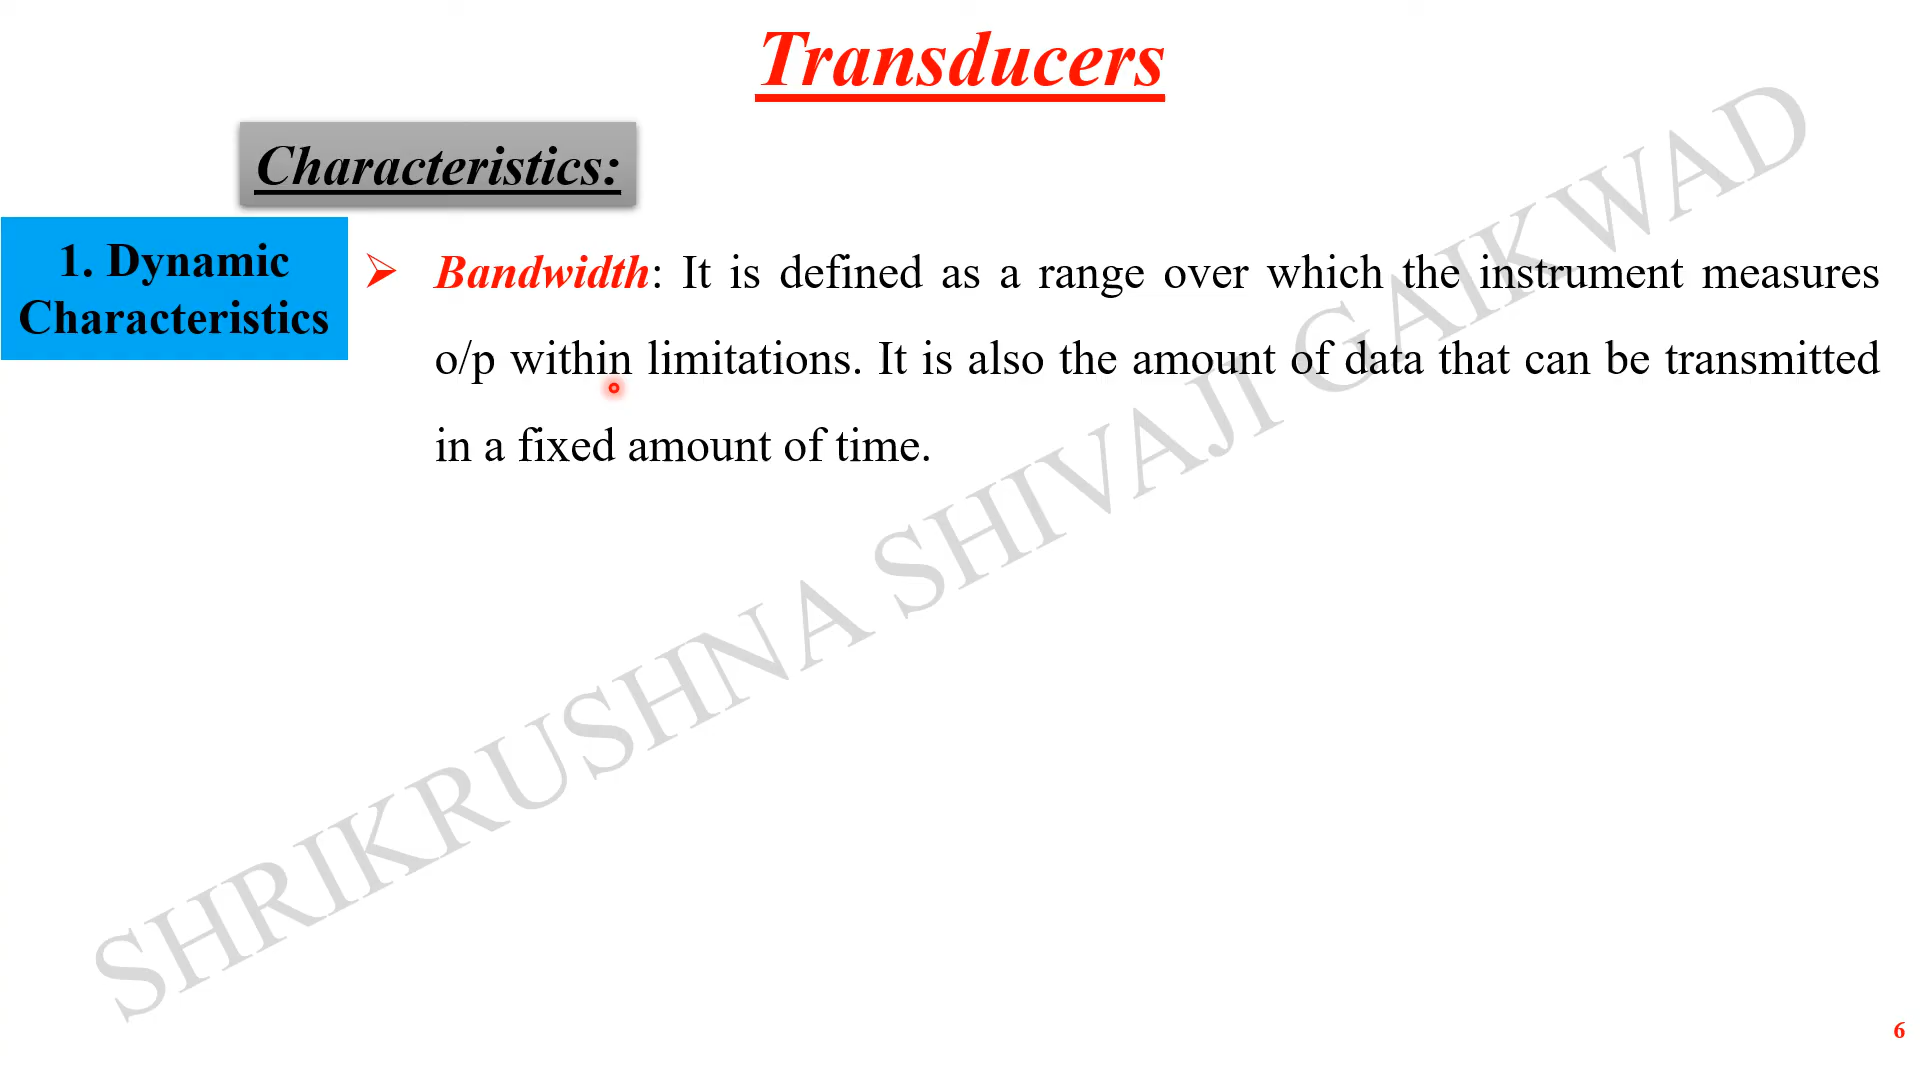 Transducers
Characteristics:
1. Dynamic
Characteristics
➢ Bandwidth: It is defined as a range over which the instrument measures
o/p within limitations. It is also the amount of data that can be transmitted
in a fixed amount of time.
SHRIKRUSHNA SHIVAJI GAIKWAD
6